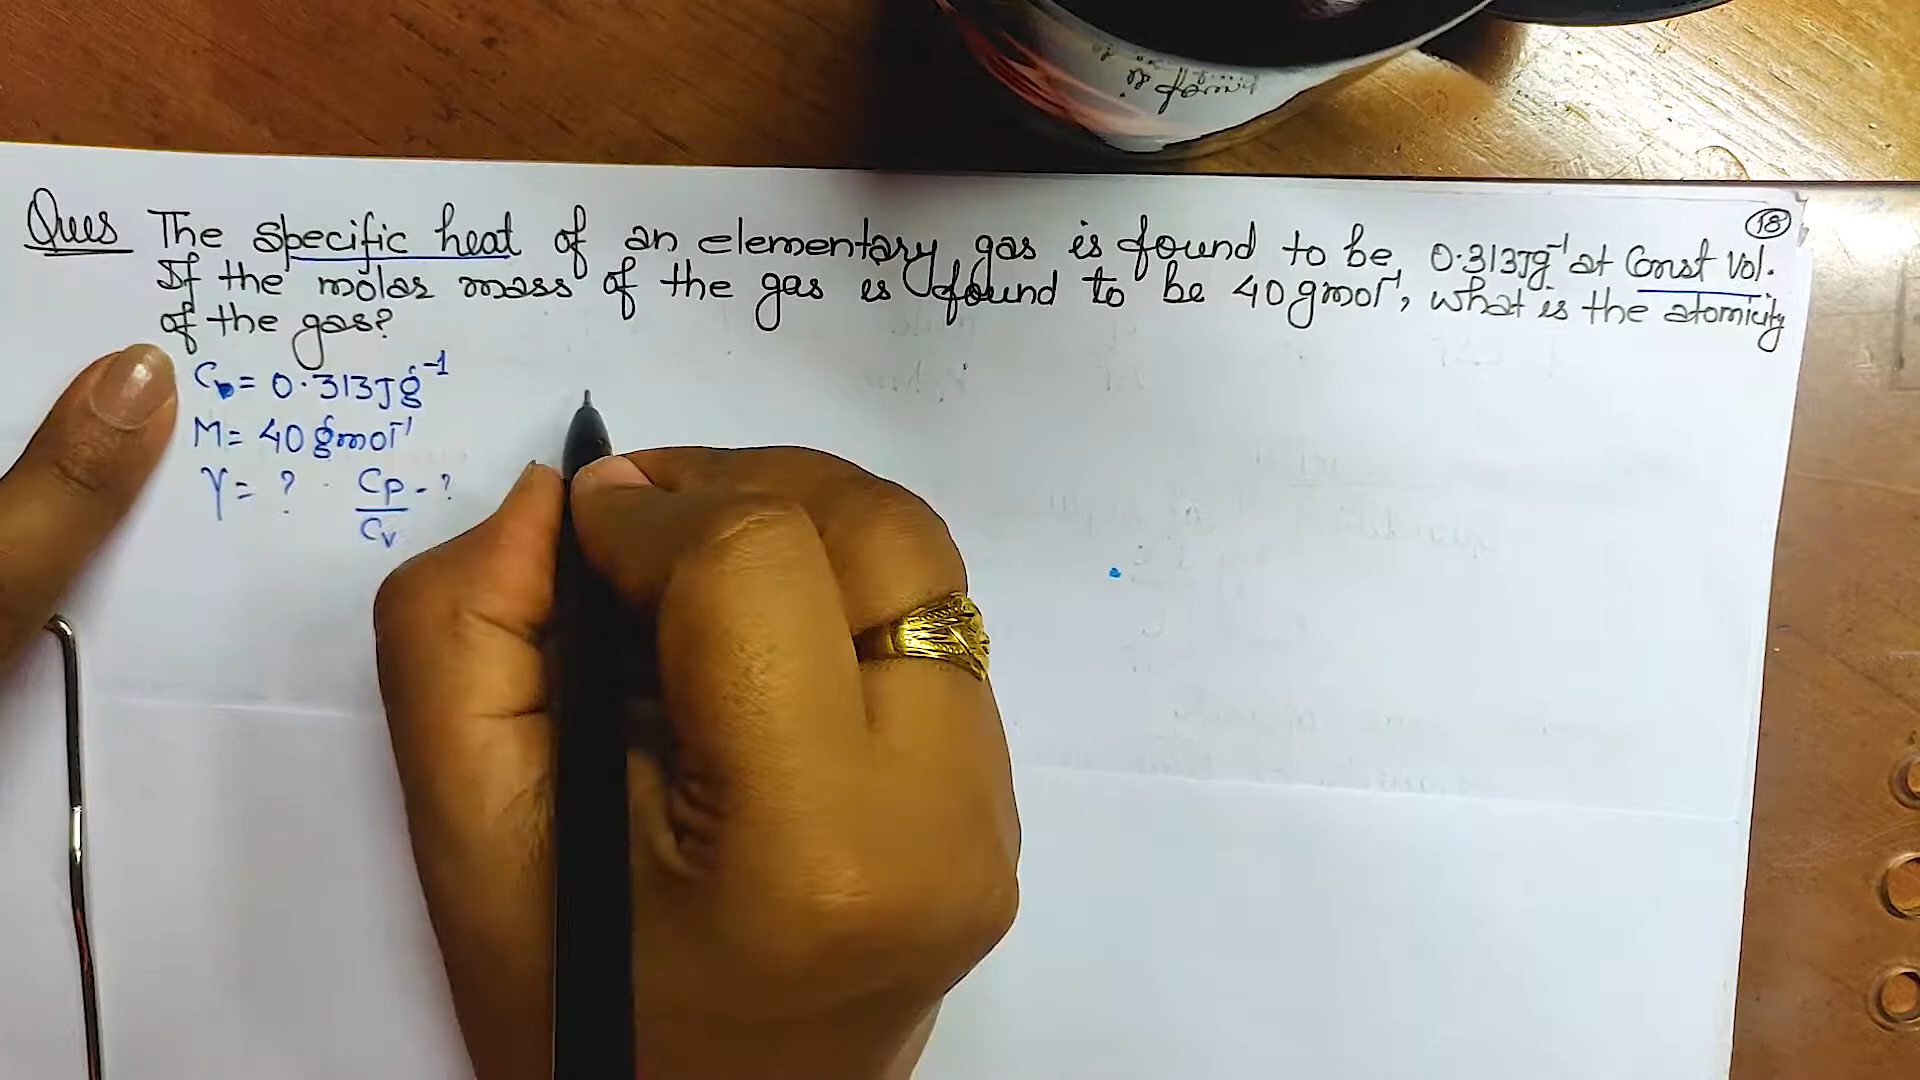 18
Ques The specific heat of an elementary gas is found to be 0.313Jg⁻¹ at Const Vol.
If the molar mass of the gas is found to be 40gmol⁻¹, what is the atomicity
of the gas?
Cv= 0.313Jg⁻¹
M= 40gmol⁻¹
γ= ? Cp/Cv - ?